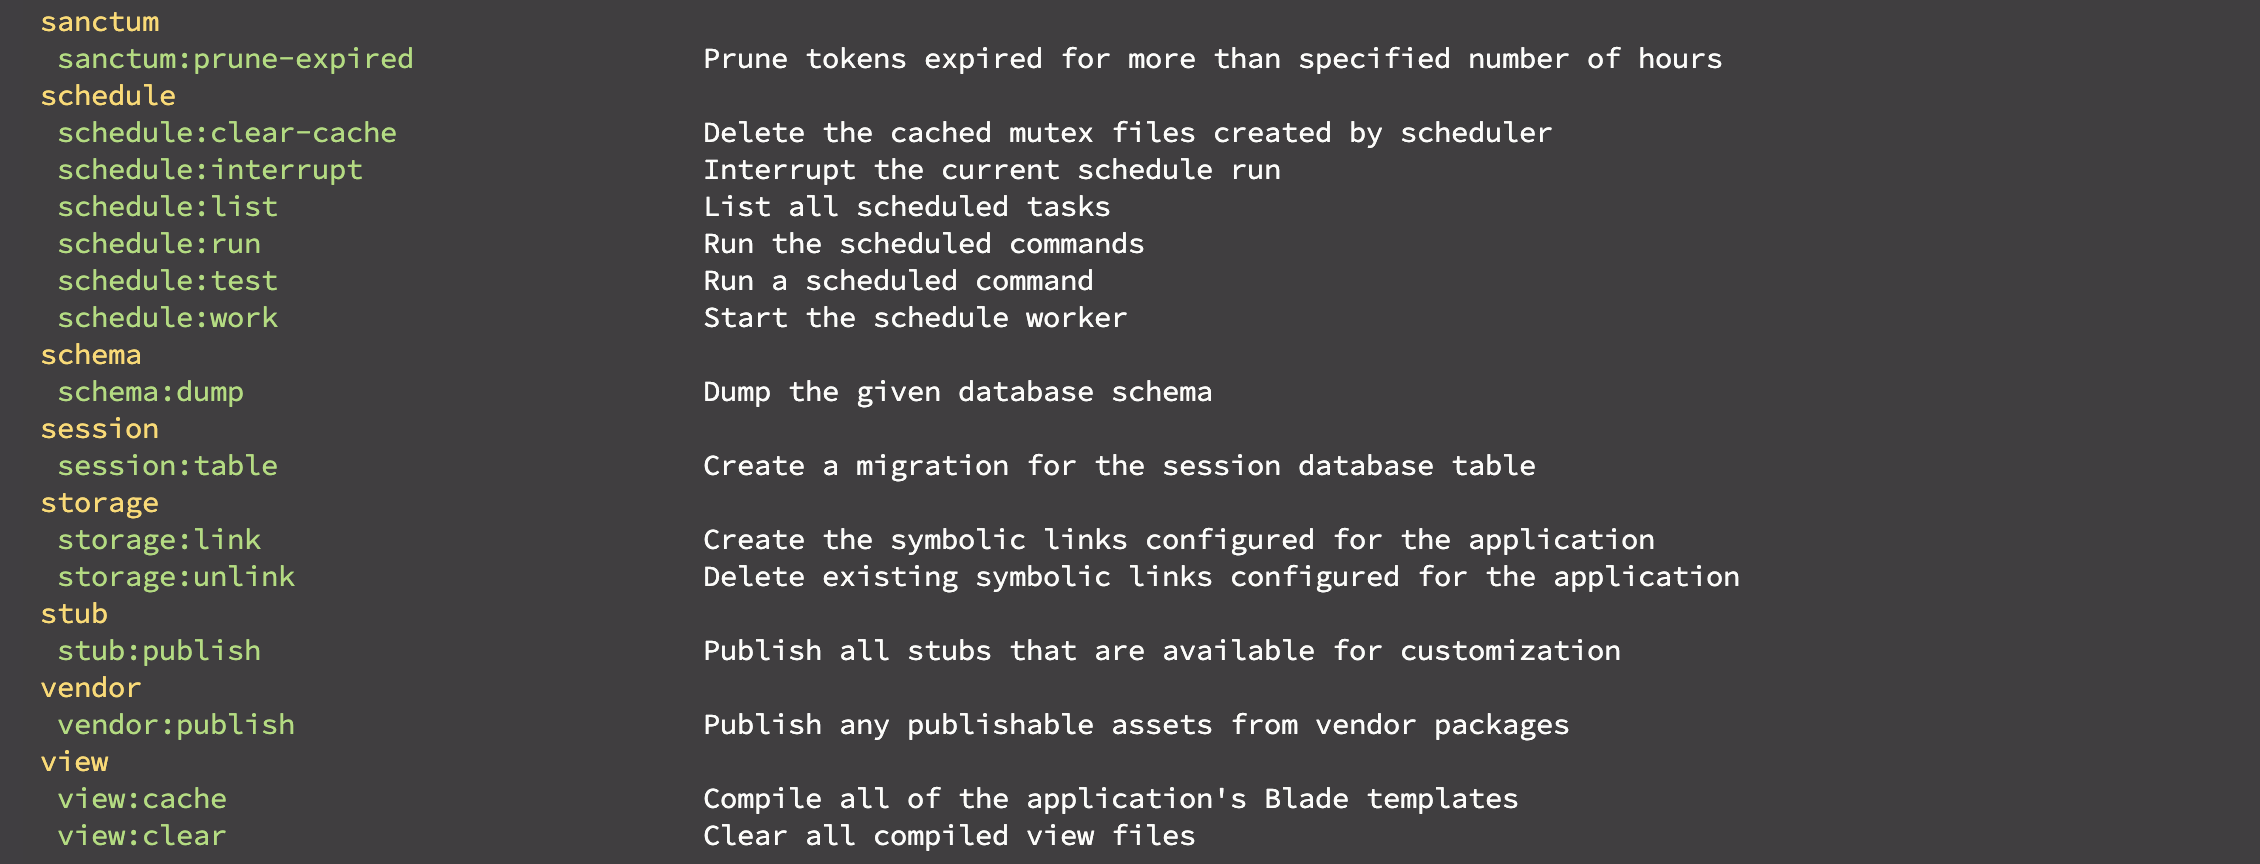 sanctum
sanctum:prune-expired Prune tokens expired for more than specified number of hours
schedule
schedule:clear-cache Delete the cached mutex files created by scheduler
schedule:interrupt Interrupt the current schedule run
schedule:list List all scheduled tasks
schedule:run Run the scheduled commands
schedule:test Run a scheduled command
schedule:work Start the schedule worker
schema
schema:dump Dump the given database schema
session
session:table Create a migration for the session database table
storage
storage:link Create the symbolic links configured for the application
storage:unlink Delete existing symbolic links configured for the application
stub
stub:publish Publish all stubs that are available for customization
vendor
vendor:publish Publish any publishable assets from vendor packages
view
view:cache Compile all of the application's Blade templates
view:clear Clear all compiled view files